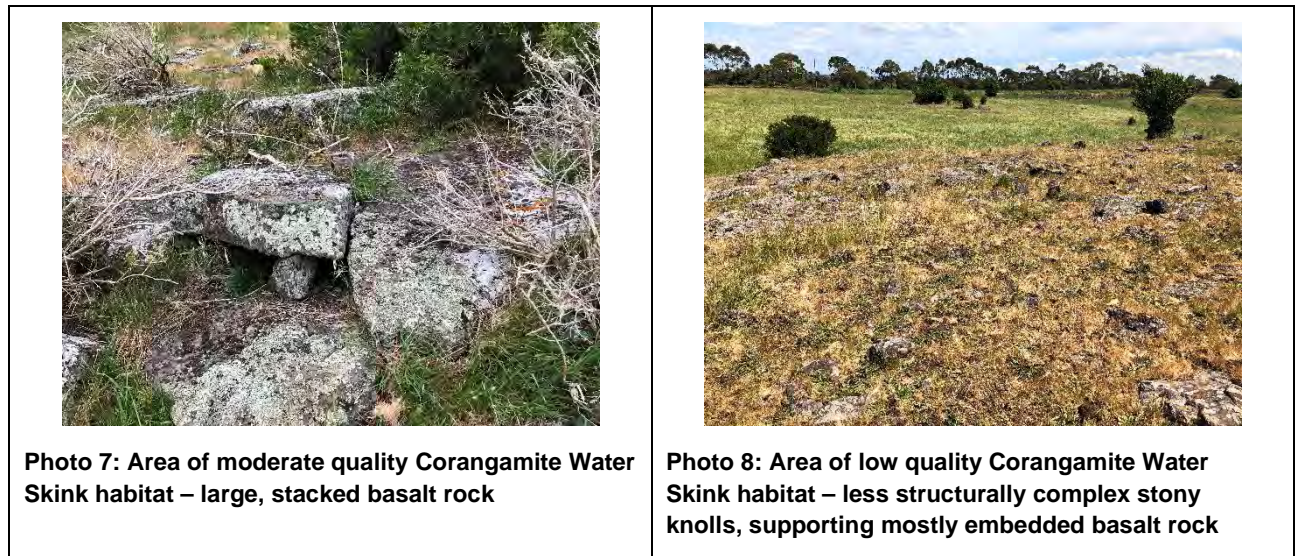 Photo 7: Area of moderate quality Corangamite Water
Skink habitat – large, stacked basalt rock
Photo 8: Area of low quality Corangamite Water
Skink habitat – less structurally complex stony
knolls, supporting mostly embedded basalt rock